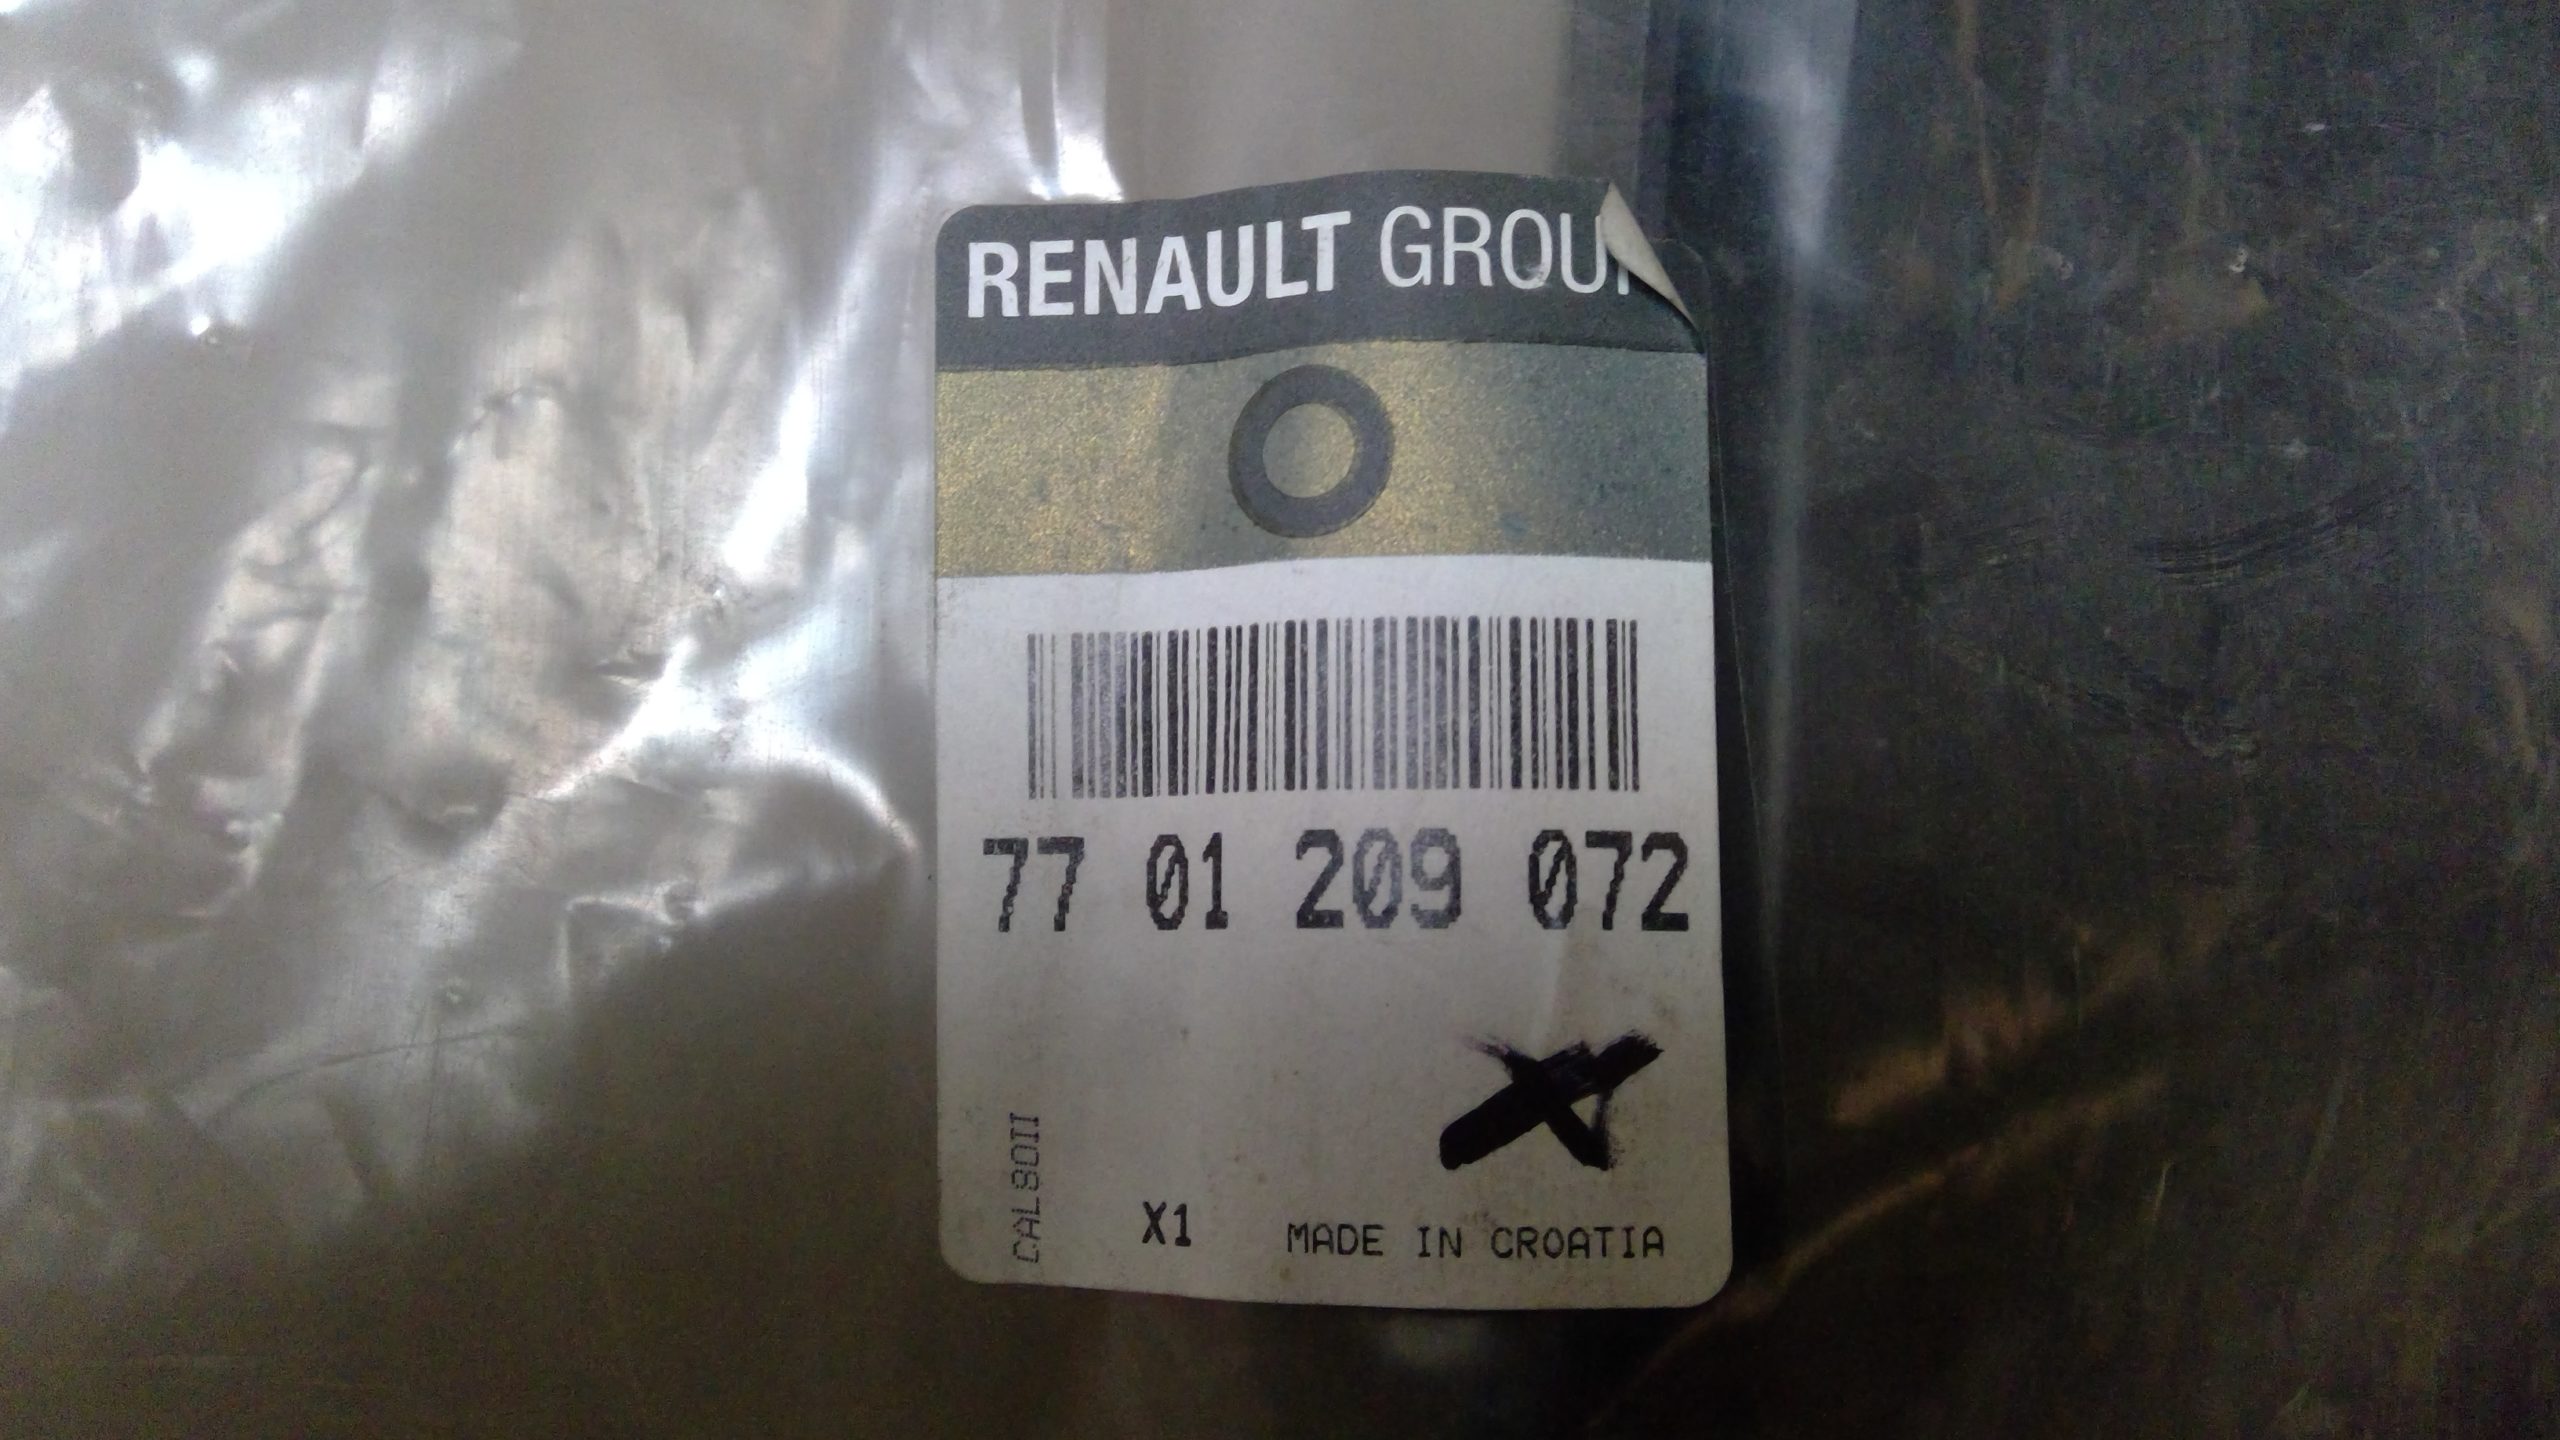 RENAULT GROUP
77 01 209 072
CAL80II
X1
MADE IN CROATIA